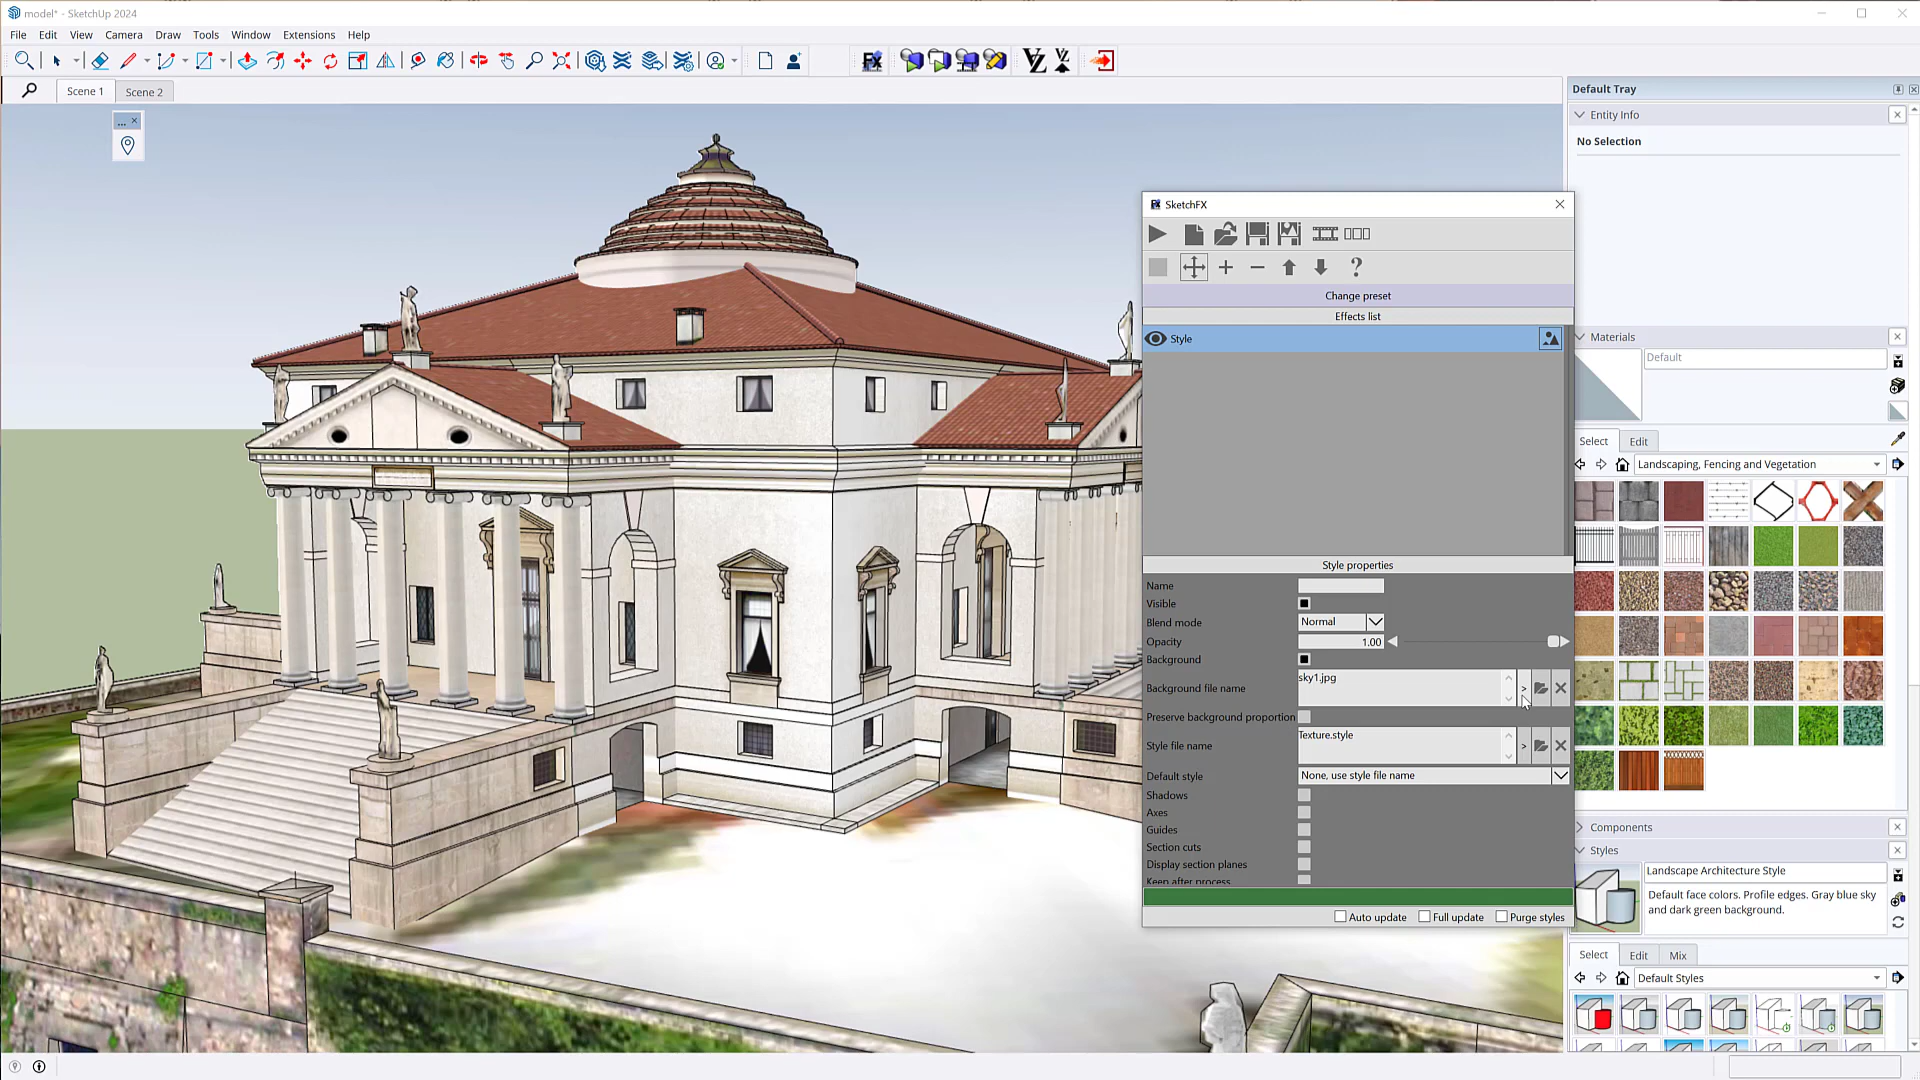 model* - SketchUp 2024
File Edit View Camera Draw Tools Window Extensions Help
Fx
Scene 1 Scene 2
...
Default Tray
Entity Info
No Selection
Materials
Default
Select Edit
Landscaping, Fencing and Vegetation
Components
Styles
Landscape Architecture Style
Default face colors. Profile edges. Gray blue sky
and dark green background.
Select Edit Mix
Default Styles
SketchFX
?
Change preset
Effects list
Style
Style properties
Name
Visible
Blend mode Normal
Opacity 1.00
Background
Background file name sky1.jpg >
Preserve background proportion
Style file name Texture.style >
Default style None, use style file name
Shadows
Axes
Guides
Section cuts
Display section planes
Keep after process
Auto update Full update Purge styles